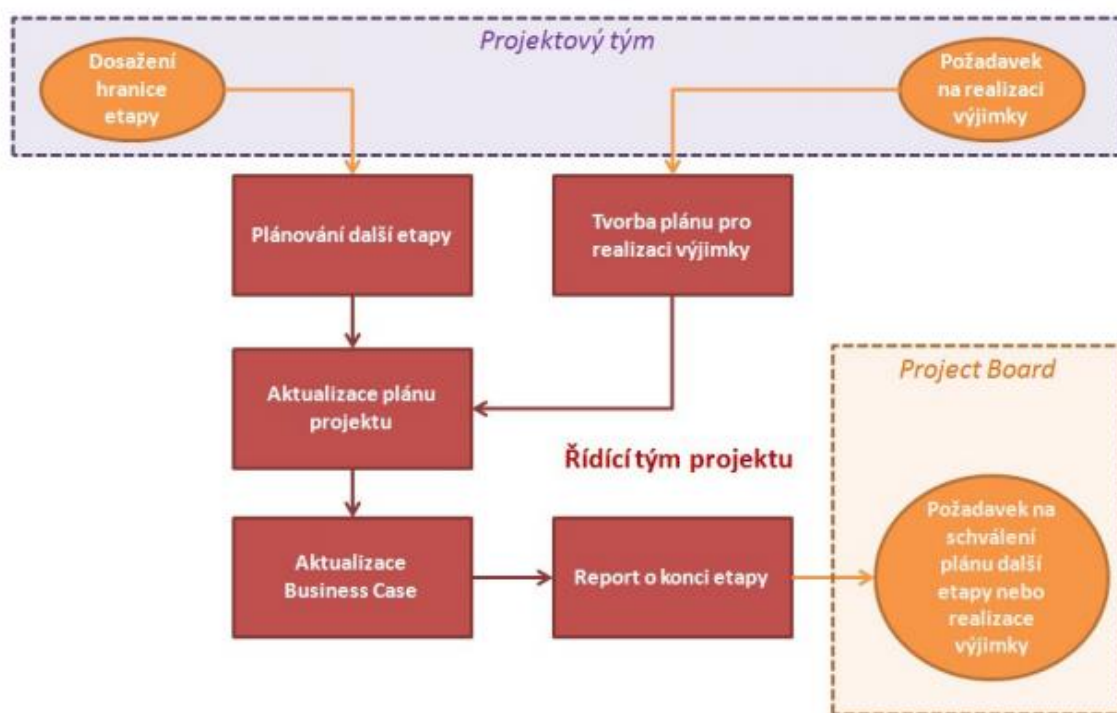 Projektový tým
Dosažení
hranice
etapy
Požadavek
na realizaci
výjimky
Plánování další etapy
Tvorba plánu pro
realizaci výjimky
Aktualizace plánu
projektu
Project Board
Řídící tým projektu
Aktualizace
Business Case
Report o konci etapy
Požadavek na
schválení
plánu další
etapy nebo
realizace
výjimky